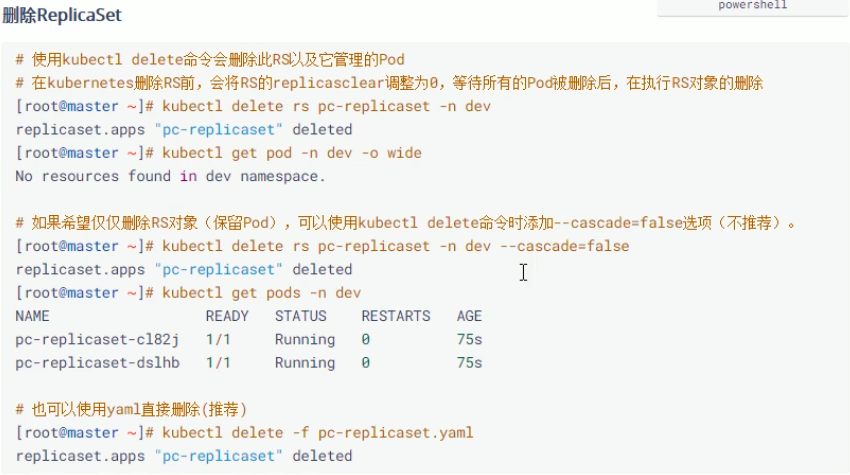 powershell
删除ReplicaSet
# 使用kubectl delete命令会删除此RS以及它管理的Pod
# 在kubernetes删除RS前，会将RS的replicasclear调整为0，等待所有的Pod被删除后，在执行RS对象的删除
[root@master ~]# kubectl delete rs pc-replicaset -n dev
replicaset.apps "pc-replicaset" deleted
[root@master ~]# kubectl get pod -n dev -o wide
No resources found in dev namespace.
# 如果希望仅仅删除RS对象（保留Pod），可以使用kubectl delete命令时添加--cascade=false选项（不推荐）。
[root@master ~]# kubectl delete rs pc-replicaset -n dev --cascade=false
replicaset.apps "pc-replicaset" deleted
[root@master ~]# kubectl get pods -n dev
NAME READY STATUS RESTARTS AGE
pc-replicaset-cl82j 1/1 Running 0 75s
pc-replicaset-dslhb 1/1 Running 0 75s
# 也可以使用yaml直接删除(推荐)
[root@master ~]# kubectl delete -f pc-replicaset.yaml
replicaset.apps "pc-replicaset" deleted